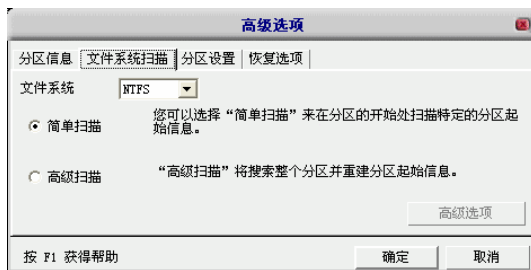 高级选项
分区信息 文件系统扫描 分区设置 恢复选项
文件系统 NTFS
简单扫描 您可以选择“简单扫描”来在分区的开始处扫描特定的分区起
始信息。
高级扫描 “高级扫描”将搜索整个分区并重建分区起始信息。
高级选项
按 F1 获得帮助 确定 取消